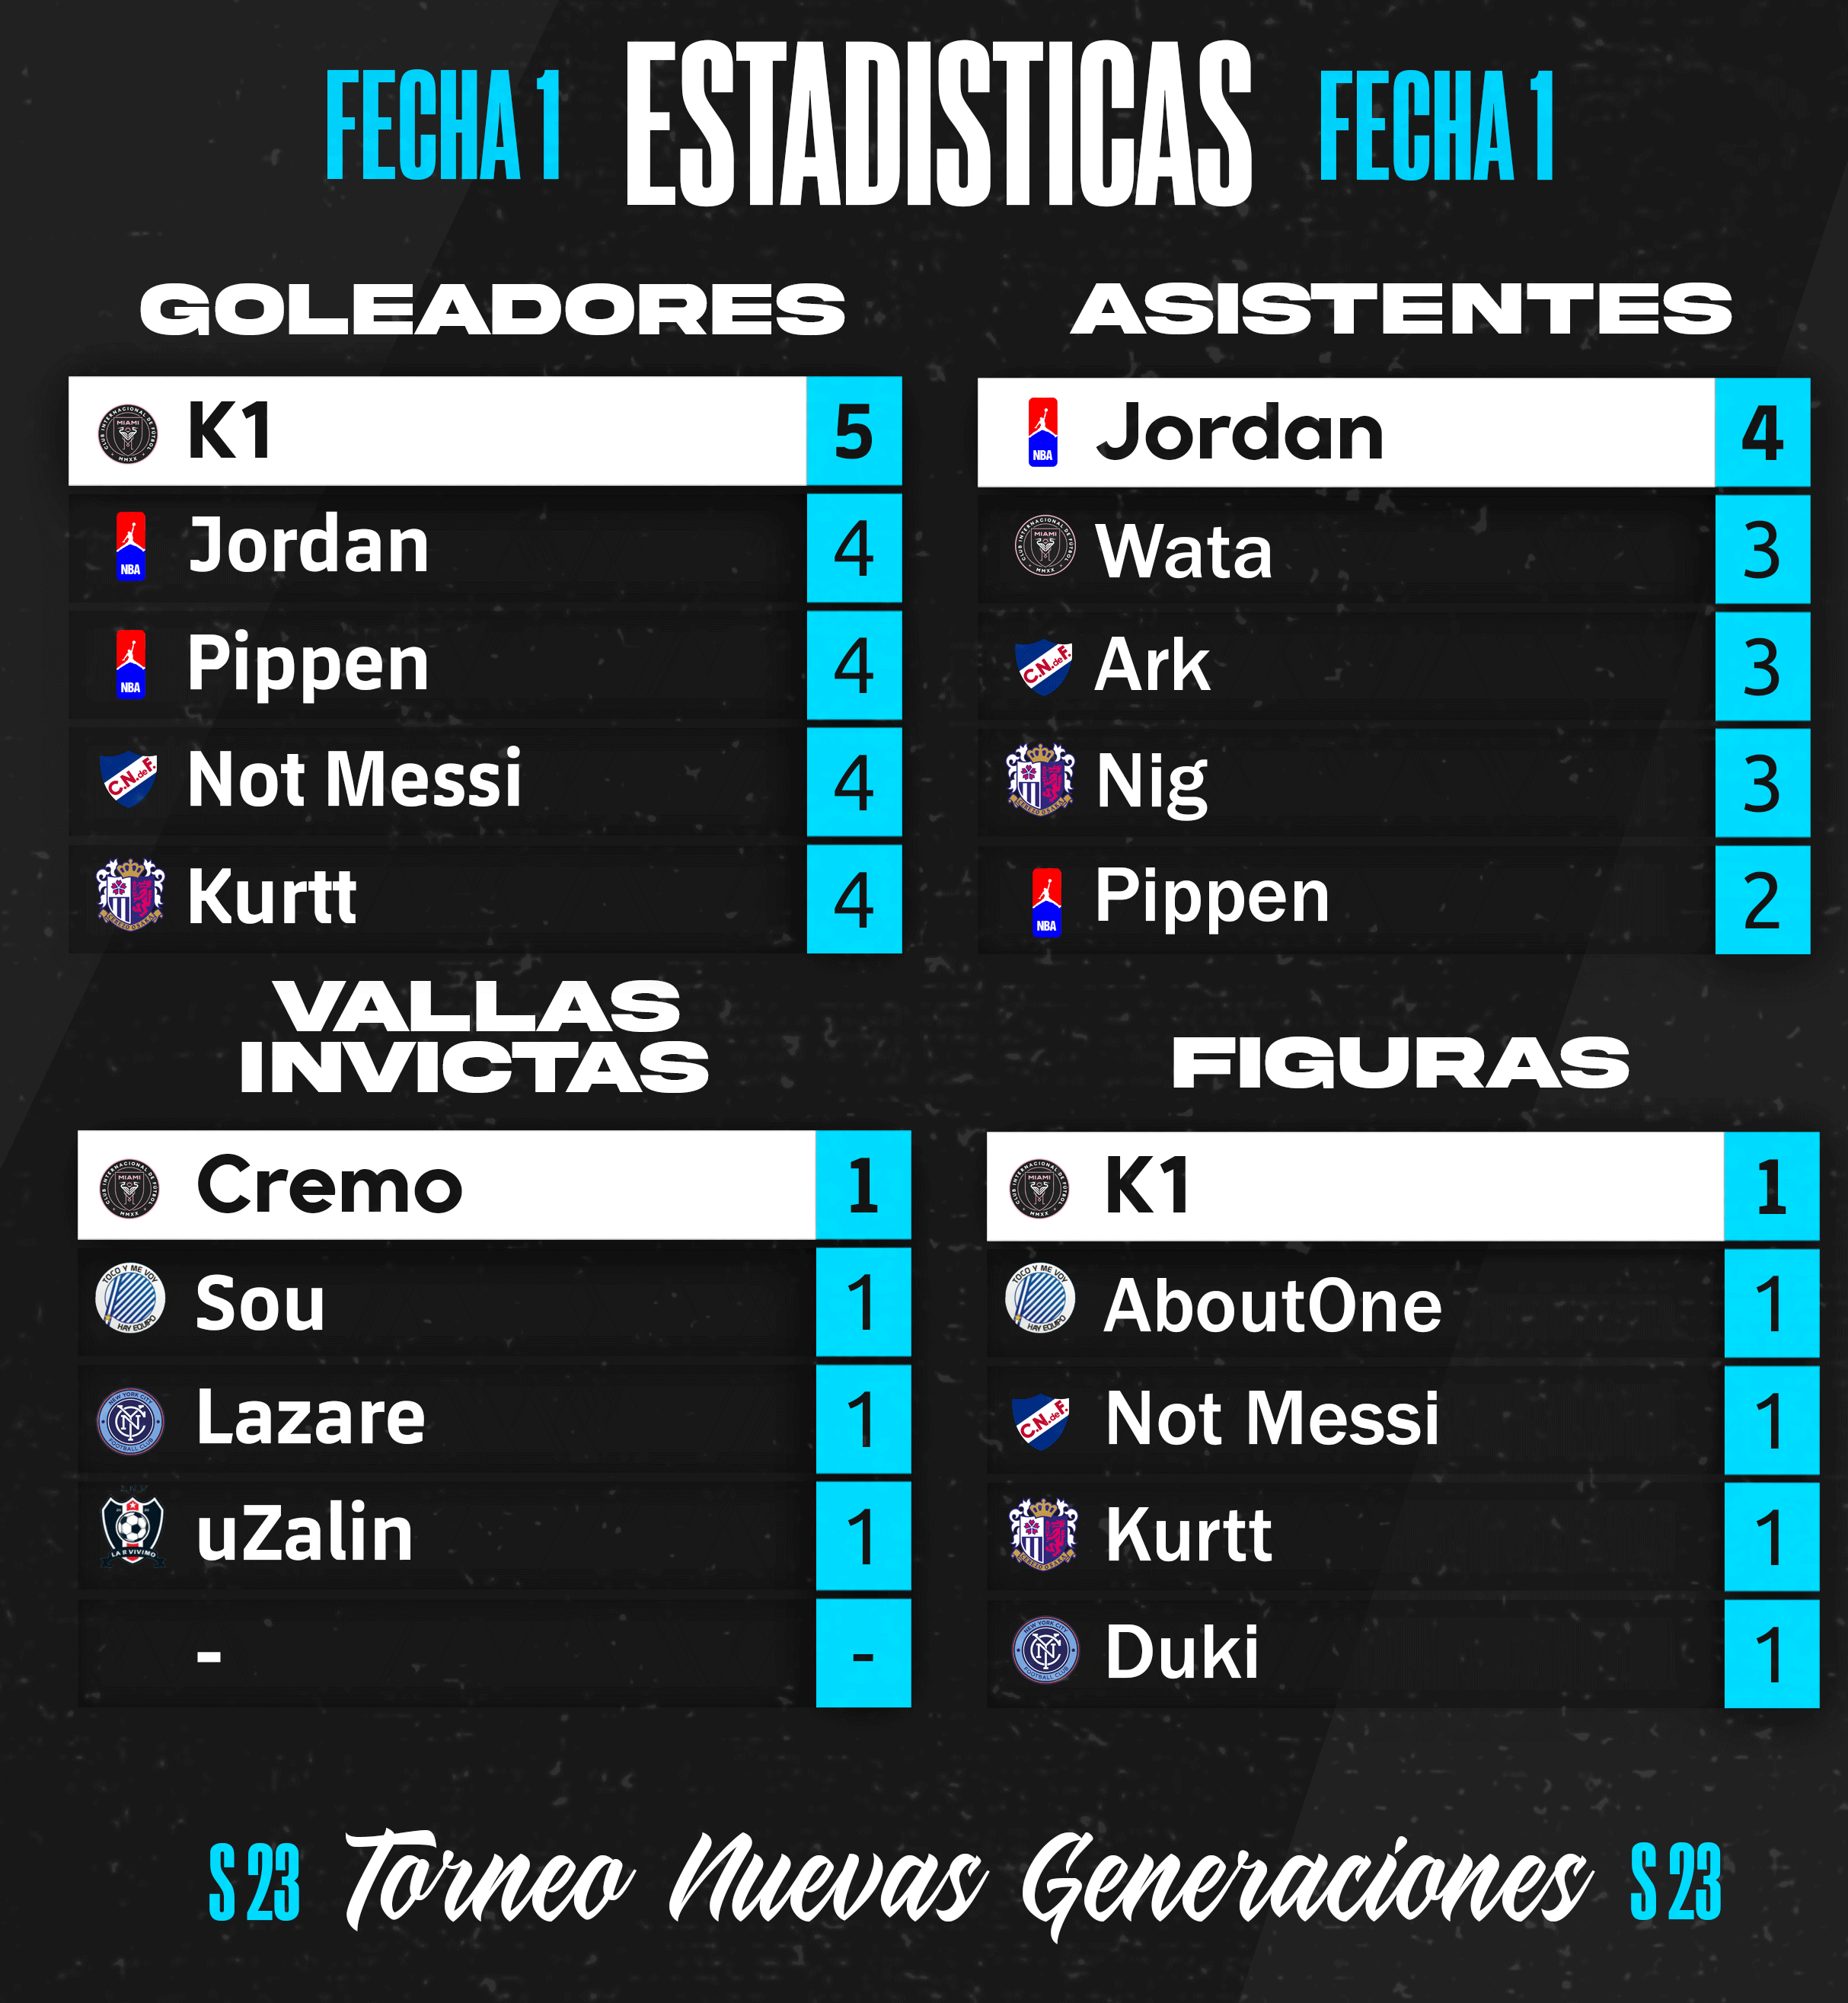 FECHA 1 ESTADISTICAS FECHA 1
GOLEADORES
K1 5
Jordan 4
Pippen 4
Not Messi 4
Kurtt 4
ASISTENTES
Jordan 4
Wata 3
Ark 3
Nig 3
Pippen 2
VALLAS
INVICTAS
Cremo 1
Sou 1
Lazare 1
uZalin 1
- -
FIGURAS
K1 1
AboutOne 1
Not Messi 1
Kurtt 1
Duki 1
S 23 Torneo Nuevas Generaciones S 23